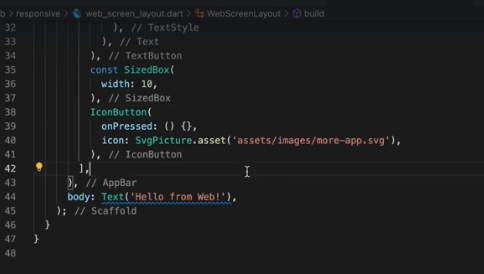 b > responsive > web_screen_layout.dart > WebScreenLayout > build
32 ), // TextStyle
33 ), // Text
34 ), // TextButton
35 const SizedBox(
36 width: 10,
37 ), // SizedBox
38 IconButton(
39 onPressed: () {},
40 icon: SvgPicture.asset('assets/images/more-app.svg'),
41 ), // IconButton
42 ],
43 ), // AppBar
44 body: Text('Hello from Web!'),
45 ); // Scaffold
46 }
47 }
48